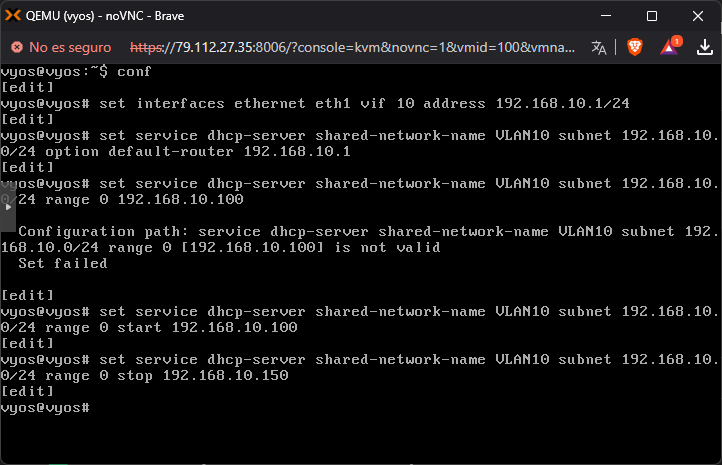 QEMU (vyos) - noVNC - Brave
No es seguro https://79.112.27.35:8006/?console=kvm&novnc=1&vmid=100&vmna...
1
vyos@vyos:~$ conf
[edit]
vyos@vyos# set interfaces ethernet eth1 vif 10 address 192.168.10.1/24
[edit]
vyos@vyos# set service dhcp-server shared-network-name VLAN10 subnet 192.168.10.
0/24 option default-router 192.168.10.1
[edit]
vyos@vyos# set service dhcp-server shared-network-name VLAN10 subnet 192.168.10.
0/24 range 0 192.168.10.100
Configuration path: service dhcp-server shared-network-name VLAN10 subnet 192.
168.10.0/24 range 0 [192.168.10.100] is not valid
Set failed
[edit]
vyos@vyos# set service dhcp-server shared-network-name VLAN10 subnet 192.168.10.
0/24 range 0 start 192.168.10.100
[edit]
vyos@vyos# set service dhcp-server shared-network-name VLAN10 subnet 192.168.10.
0/24 range 0 stop 192.168.10.150
[edit]
vyos@vyos#